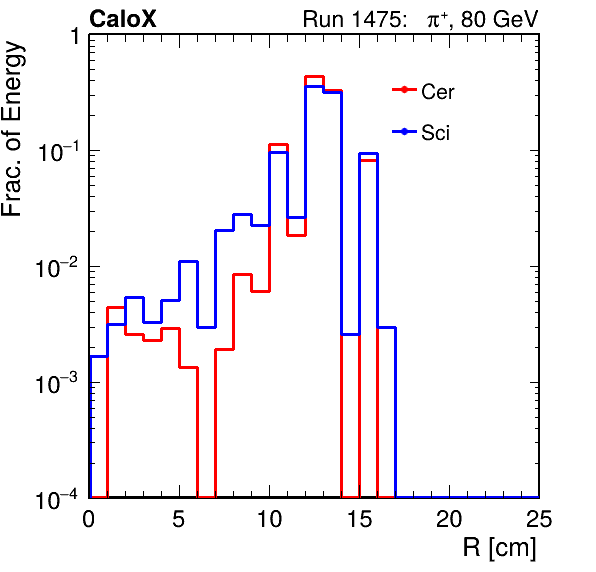 CaloX Run 1475: π⁺, 80 GeV
Frac. of Energy
Cer
Sci
1
10⁻¹
10⁻²
10⁻³
10⁻⁴
0 5 10 15 20 25
R [cm]